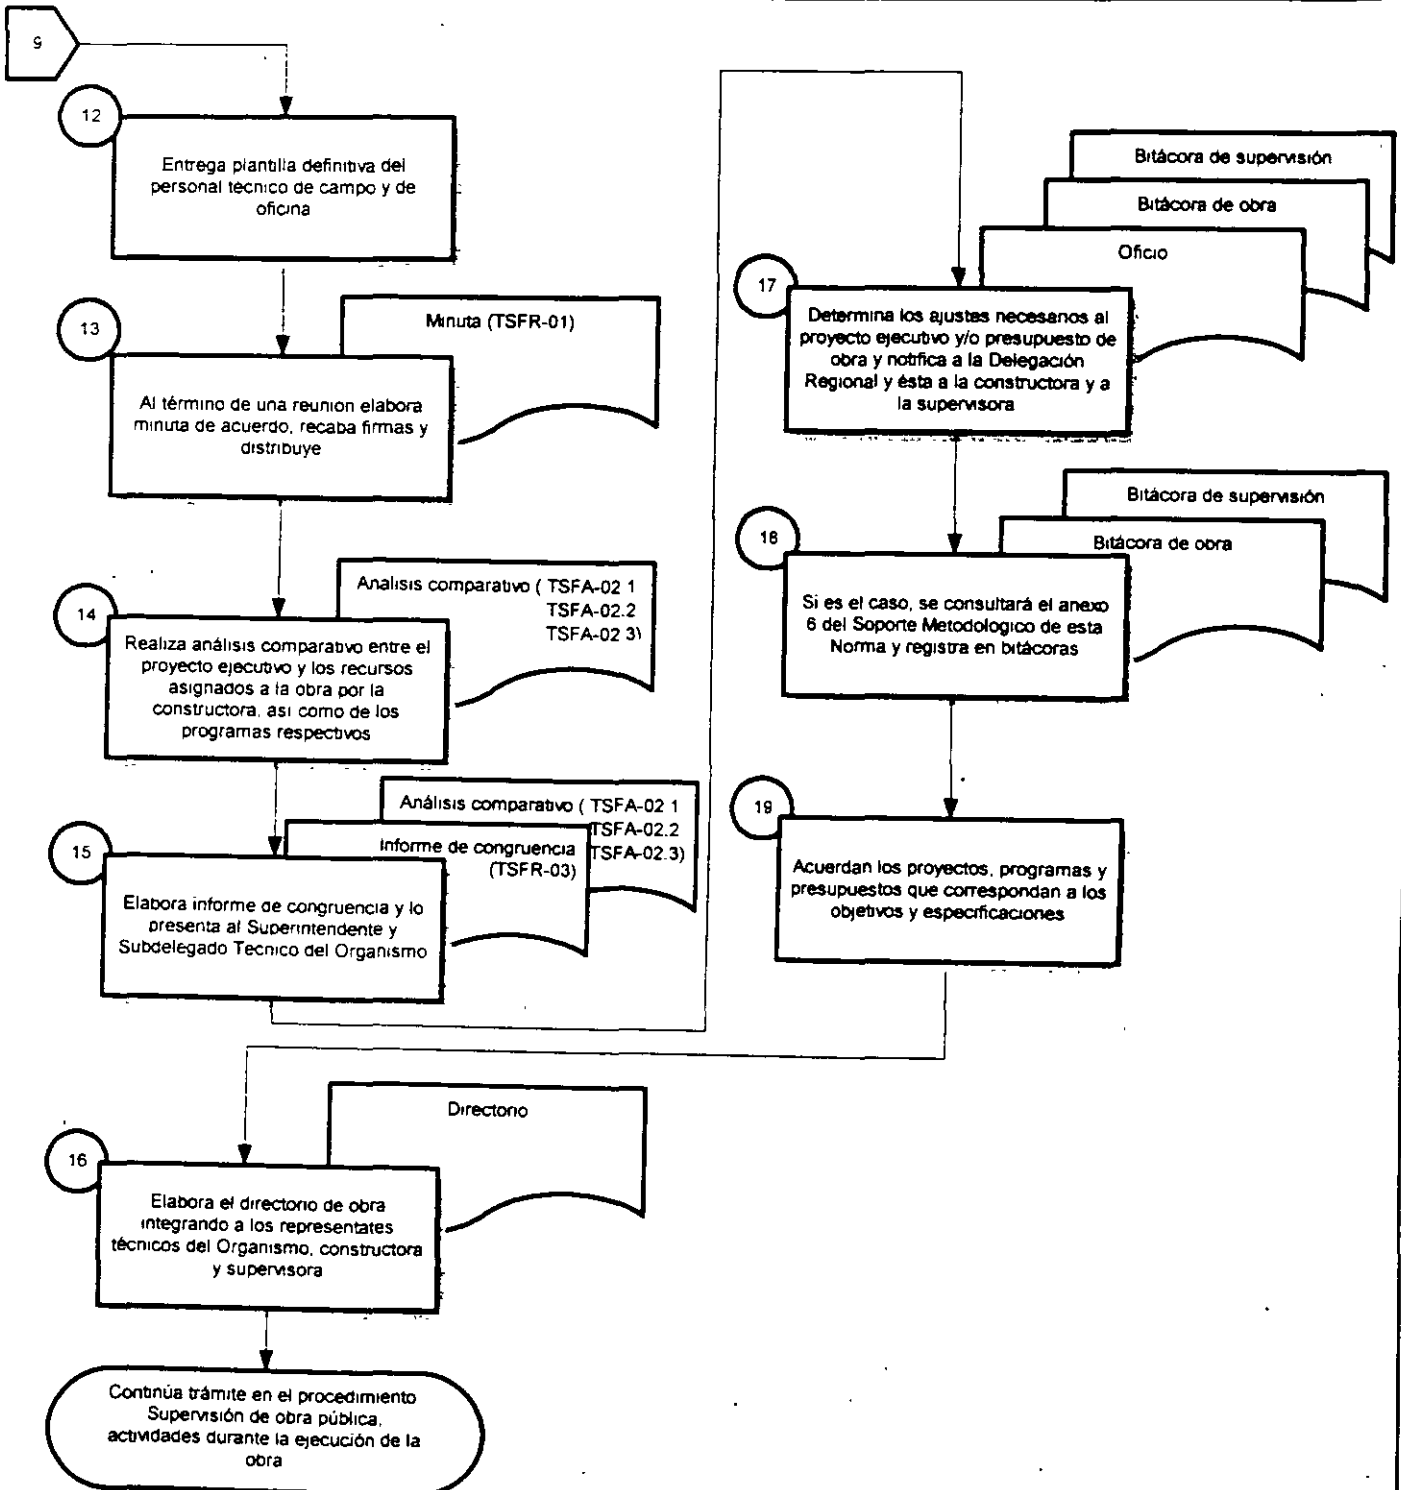 9
12
Entrega plantilla definitiva del
personal técnico de campo y de
oficina
13
Minuta (TSFR-01)
Al término de una reunion elabora
minuta de acuerdo, recaba firmas y
distribuye
14
Analisis comparativo ( TSFA-02 1
TSFA-02.2
TSFA-02 3)
Realiza análisis comparativo entre el
proyecto ejecutivo y los recursos
asignados a la obra por la
constructora, asi como de los
programas respectivos
15
Análisis comparativo ( TSFA-02 1
TSFA-02.2
TSFA-02.3)
Informe de congruencia
(TSFR-03)
Elabora informe de congruencia y lo
presenta al Superintendente y
Subdelegado Tecnico del Organismo
17
Bitácora de supervisión
Bitácora de obra
Oficio
Determina los ajustes necesarios al
proyecto ejecutivo y/o presupuesto de
obra y notifica a la Delegación
Regional y ésta a la constructora y a
la supervisora
18
Bitácora de supervisión
Bitácora de obra
Si es el caso, se consultará el anexo
6 del Soporte Metodologico de esta
Norma y registra en bitácoras
19
Acuerdan los proyectos, programas y
presupuestos que correspondan a los
objetivos y especificaciones
16
Directorio
Elabora el directorio de obra
integrando a los representates
técnicos del Organismo, constructora
y supervisora
Continúa trámite en el procedimiento
Supervisión de obra pública,
actividades durante la ejecución de la
obra